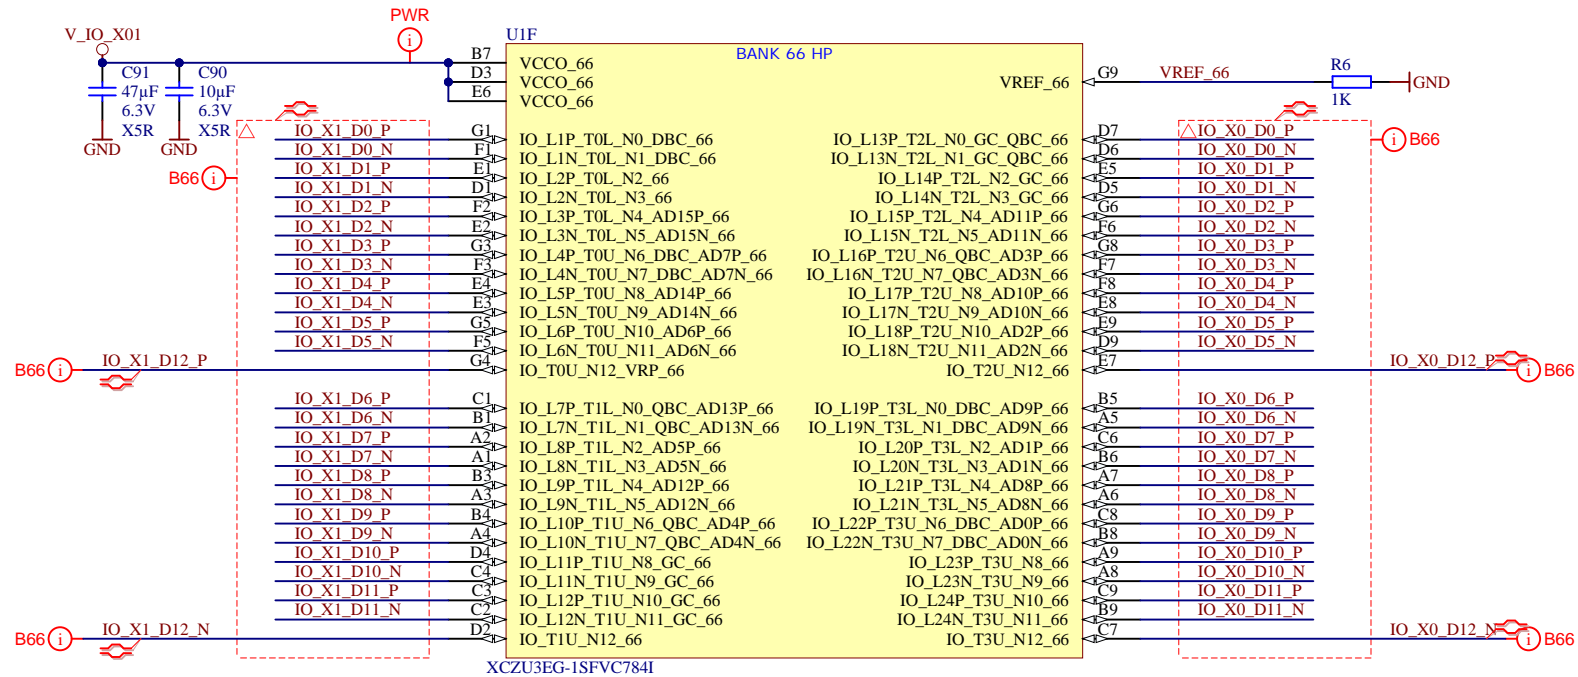 PWR
V_IO_X01
U1F
BANK 66 HP
C91
47µF
6.3V
X5R
GND
C90
10µF
6.3V
X5R
GND
B7 VCCO_66
D3 VCCO_66
E6 VCCO_66
VREF_66 G9 VREF_66 R6 1K GND
B66
IO_X1_D0_P G1 IO_L1P_T0L_N0_DBC_66
IO_X1_D0_N F1 IO_L1N_T0L_N1_DBC_66
IO_X1_D1_P E1 IO_L2P_T0L_N2_66
IO_X1_D1_N D1 IO_L2N_T0L_N3_66
IO_X1_D2_P F2 IO_L3P_T0L_N4_AD15P_66
IO_X1_D2_N E2 IO_L3N_T0L_N5_AD15N_66
IO_X1_D3_P G3 IO_L4P_T0U_N6_DBC_AD7P_66
IO_X1_D3_N F3 IO_L4N_T0U_N7_DBC_AD7N_66
IO_X1_D4_P E4 IO_L5P_T0U_N8_AD14P_66
IO_X1_D4_N E3 IO_L5N_T0U_N9_AD14N_66
IO_X1_D5_P G5 IO_L6P_T0U_N10_AD6P_66
IO_X1_D5_N F5 IO_L6N_T0U_N11_AD6N_66
B66 IO_X1_D12_P G4 IO_T0U_N12_VRP_66
IO_X1_D6_P C1 IO_L7P_T1L_N0_QBC_AD13P_66
IO_X1_D6_N B1 IO_L7N_T1L_N1_QBC_AD13N_66
IO_X1_D7_P A2 IO_L8P_T1L_N2_AD5P_66
IO_X1_D7_N A1 IO_L8N_T1L_N3_AD5N_66
IO_X1_D8_P B3 IO_L9P_T1L_N4_AD12P_66
IO_X1_D8_N A3 IO_L9N_T1L_N5_AD12N_66
IO_X1_D9_P B4 IO_L10P_T1U_N6_QBC_AD4P_66
IO_X1_D9_N A4 IO_L10N_T1U_N7_QBC_AD4N_66
IO_X1_D10_P D4 IO_L11P_T1U_N8_GC_66
IO_X1_D10_N C4 IO_L11N_T1U_N9_GC_66
IO_X1_D11_P C3 IO_L12P_T1U_N10_GC_66
IO_X1_D11_N C2 IO_L12N_T1U_N11_GC_66
B66 IO_X1_D12_N D2 IO_T1U_N12_66
IO_L13P_T2L_N0_GC_QBC_66 D7 IO_X0_D0_P B66
IO_L13N_T2L_N1_GC_QBC_66 D6 IO_X0_D0_N
IO_L14P_T2L_N2_GC_66 E5 IO_X0_D1_P
IO_L14N_T2L_N3_GC_66 D5 IO_X0_D1_N
IO_L15P_T2L_N4_AD11P_66 G6 IO_X0_D2_P
IO_L15N_T2L_N5_AD11N_66 F6 IO_X0_D2_N
IO_L16P_T2U_N6_QBC_AD3P_66 G8 IO_X0_D3_P
IO_L16N_T2U_N7_QBC_AD3N_66 F7 IO_X0_D3_N
IO_L17P_T2U_N8_AD10P_66 F8 IO_X0_D4_P
IO_L17N_T2U_N9_AD10N_66 E8 IO_X0_D4_N
IO_L18P_T2U_N10_AD2P_66 E9 IO_X0_D5_P
IO_L18N_T2U_N11_AD2N_66 D9 IO_X0_D5_N
IO_T2U_N12_66 E7 IO_X0_D12_P B66
IO_L19P_T3L_N0_DBC_AD9P_66 B5 IO_X0_D6_P
IO_L19N_T3L_N1_DBC_AD9N_66 A5 IO_X0_D6_N
IO_L20P_T3L_N2_AD1P_66 C6 IO_X0_D7_P
IO_L20N_T3L_N3_AD1N_66 B6 IO_X0_D7_N
IO_L21P_T3L_N4_AD8P_66 A7 IO_X0_D8_P
IO_L21N_T3L_N5_AD8N_66 A6 IO_X0_D8_N
IO_L22P_T3U_N6_DBC_AD0P_66 C8 IO_X0_D9_P
IO_L22N_T3U_N7_DBC_AD0N_66 B8 IO_X0_D9_N
IO_L23P_T3U_N8_66 A9 IO_X0_D10_P
IO_L23N_T3U_N9_66 A8 IO_X0_D10_N
IO_L24P_T3U_N10_66 C9 IO_X0_D11_P
IO_L24N_T3U_N11_66 B9 IO_X0_D11_N
IO_T3U_N12_66 C7 IO_X0_D12_N B66
XCZU3EG-1SFVC784I